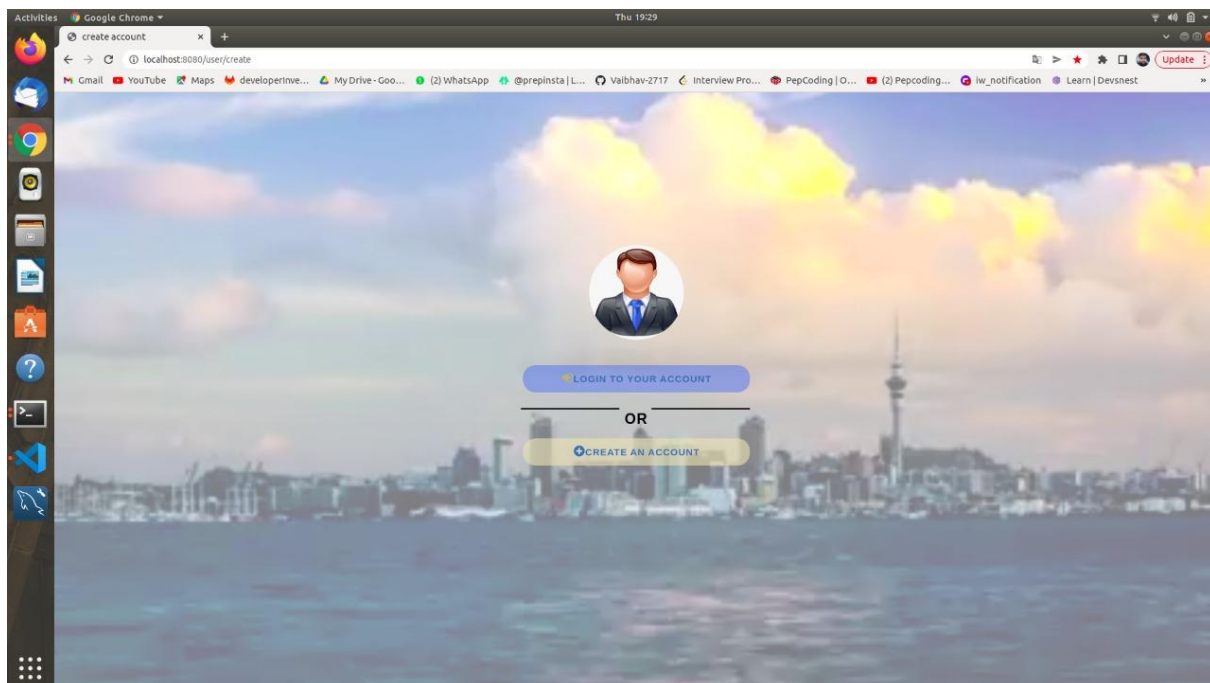 Activities Google Chrome Thu 19:29
create account
localhost:8080/user/create Update
Gmail YouTube Maps developerInve... My Drive - Goo... (2) WhatsApp @prepinsta | L... Vaibhav-2717 Interview Pro... PepCoding | O... (2) Pepcoding... iw_notification Learn | Devsnest »
LOGIN TO YOUR ACCOUNT
OR
CREATE AN ACCOUNT